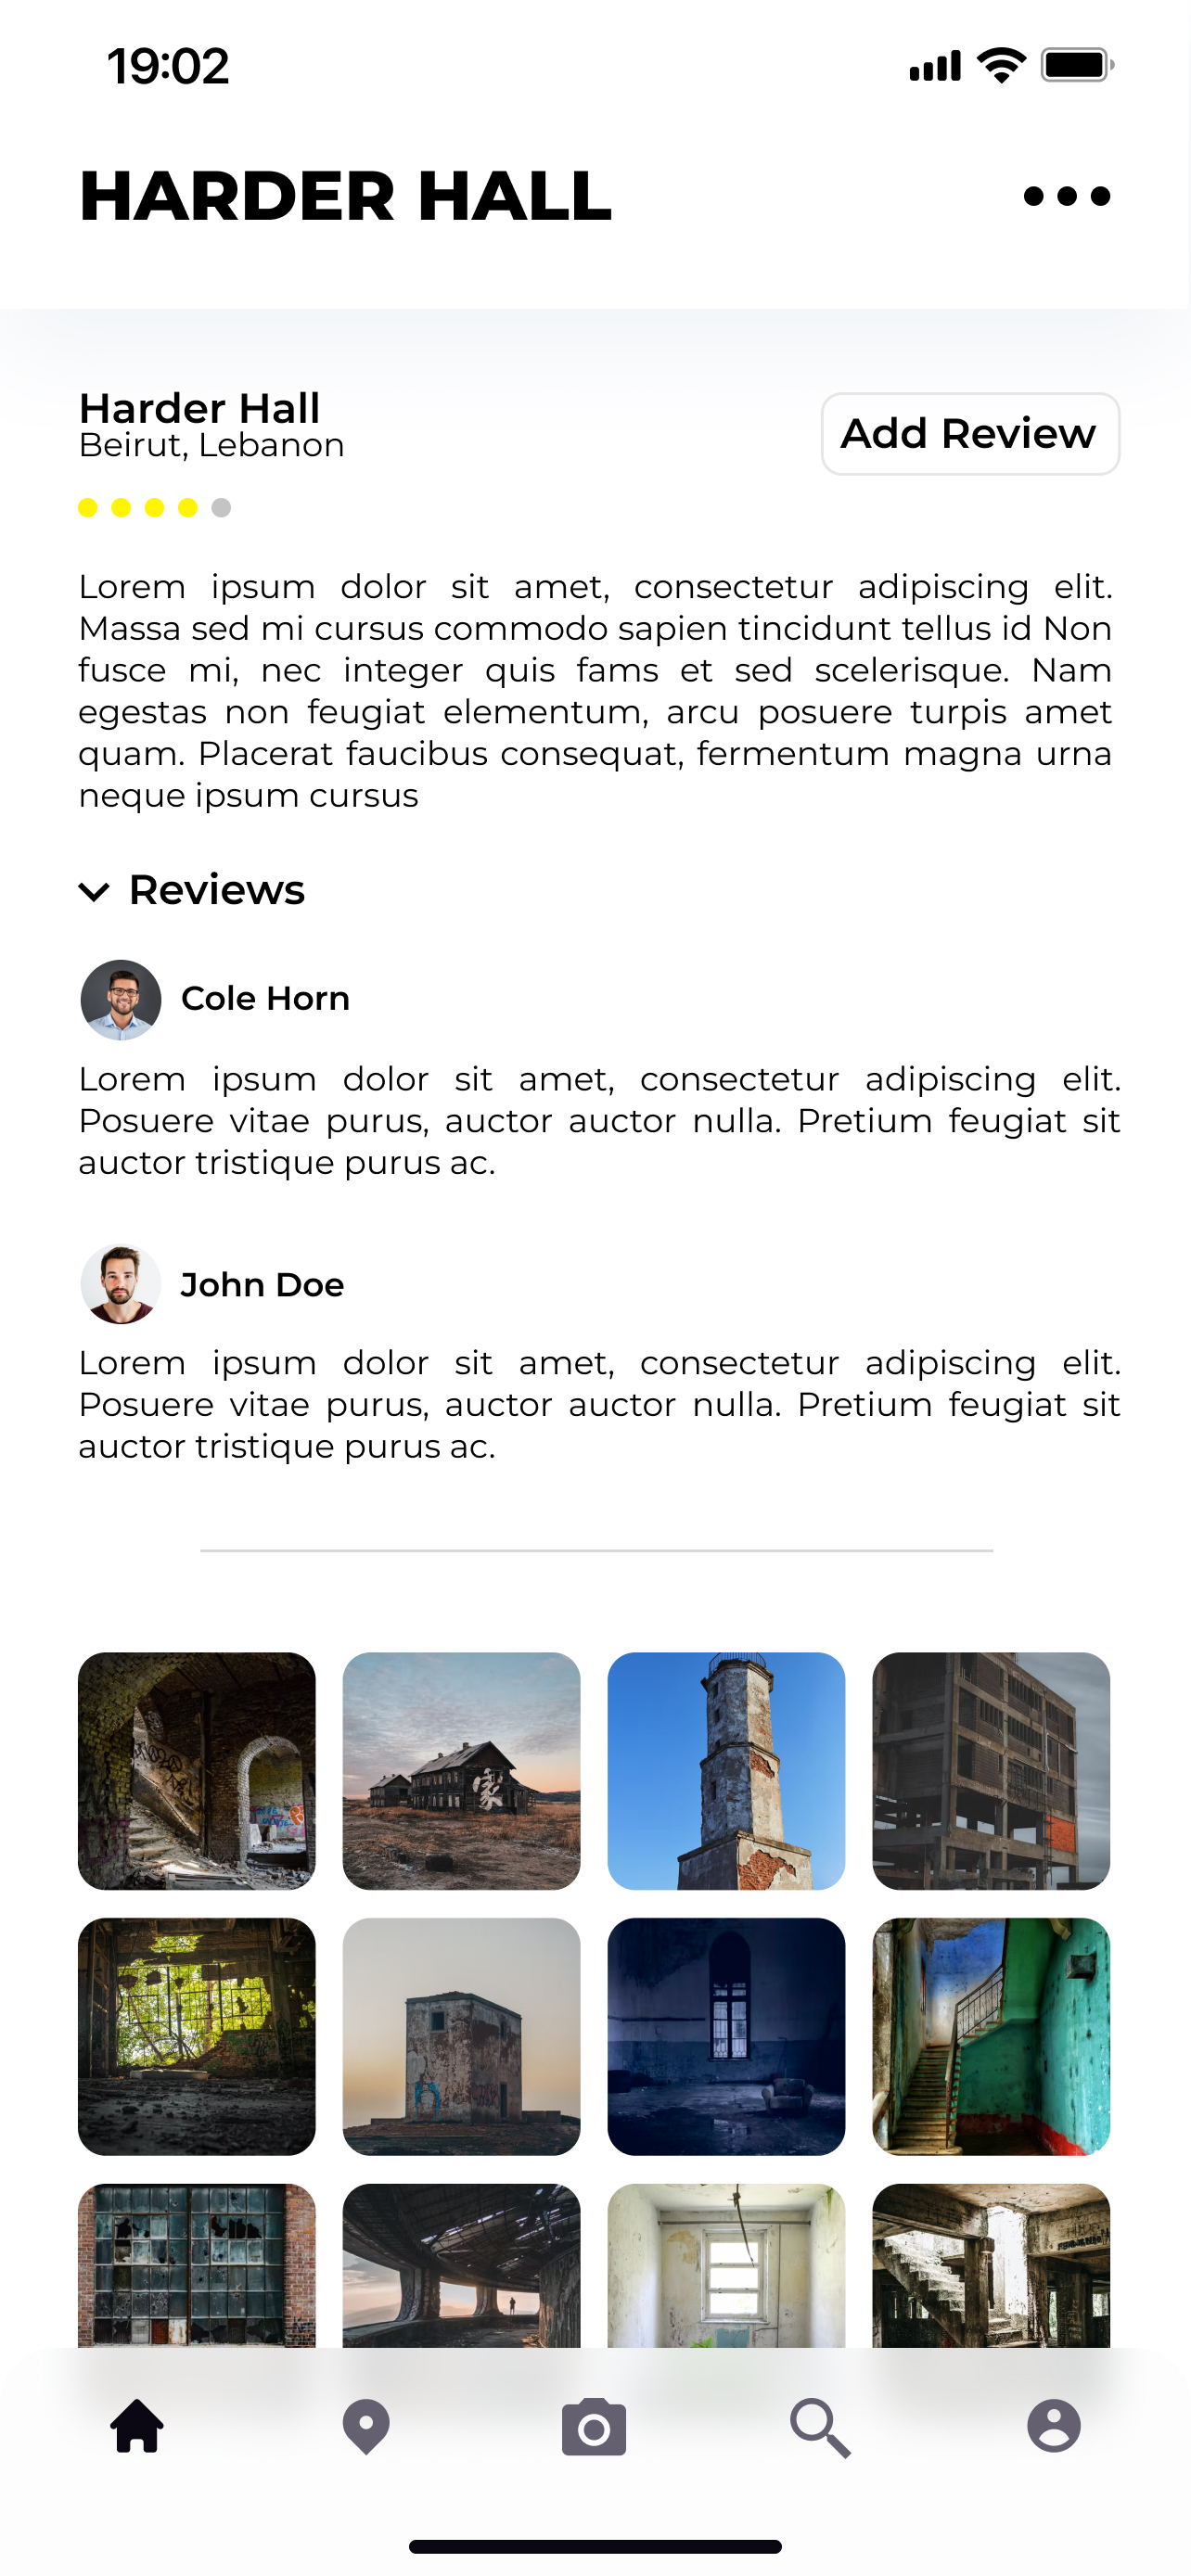 19:02
HARDER HALL
Harder Hall
Beirut, Lebanon
Add Review
Lorem ipsum dolor sit amet, consectetur adipiscing elit.
Massa sed mi cursus commodo sapien tincidunt tellus id Non
fusce mi, nec integer quis fams et sed scelerisque. Nam
egestas non feugiat elementum, arcu posuere turpis amet
quam. Placerat faucibus consequat, fermentum magna urna
neque ipsum cursus
Reviews
Cole Horn
Lorem ipsum dolor sit amet, consectetur adipiscing elit.
Posuere vitae purus, auctor auctor nulla. Pretium feugiat sit
auctor tristique purus ac.
John Doe
Lorem ipsum dolor sit amet, consectetur adipiscing elit.
Posuere vitae purus, auctor auctor nulla. Pretium feugiat sit
auctor tristique purus ac.
家